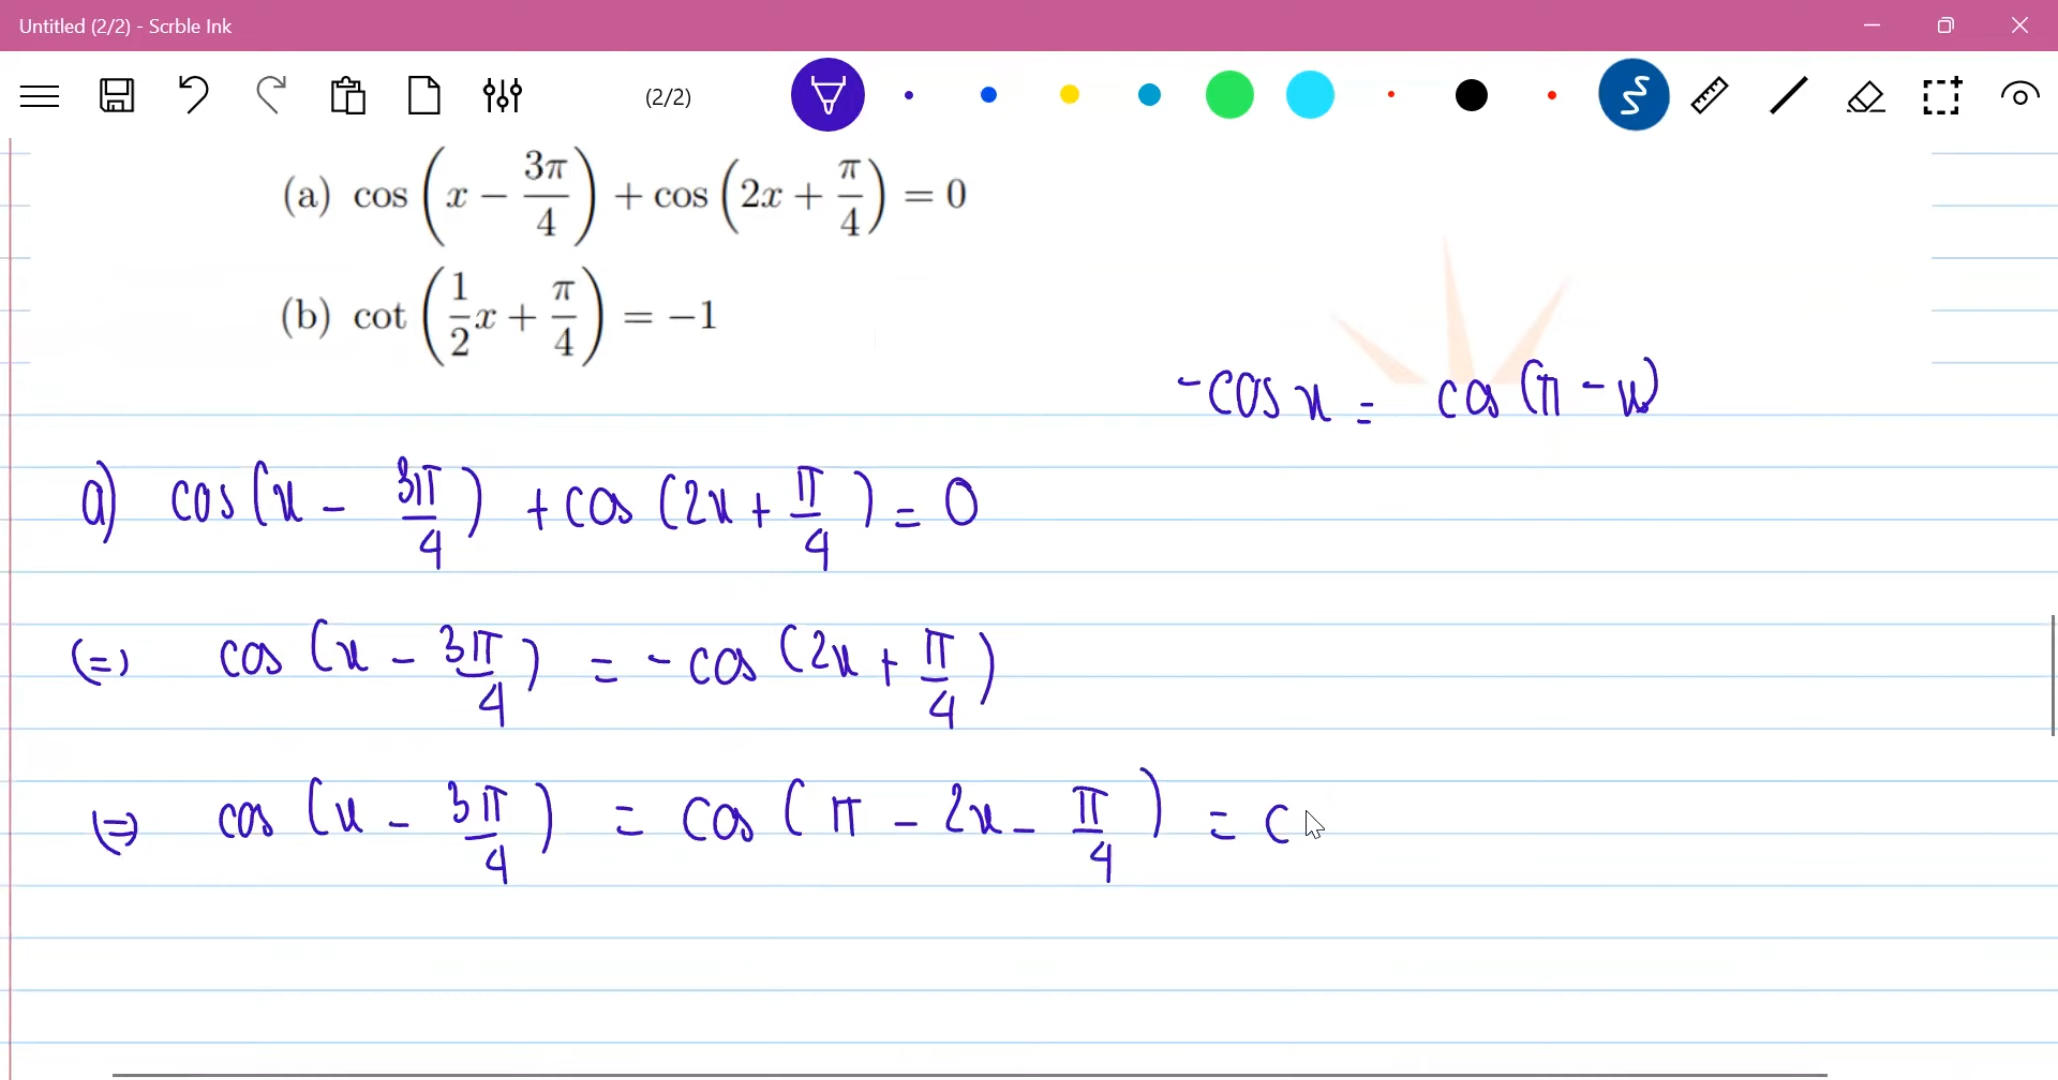 Untitled (2/2) - Scrble Ink
(2/2)
(a) cos(x − 3π/4) + cos(2x + π/4) = 0
(b) cot(1/2 x + π/4) = −1
-cos x = cos(π - x)
a) cos(x - 3π/4) + cos(2x + π/4) = 0
(=) cos(x - 3π/4) = - cos(2x + π/4)
(=) cos(x - 3π/4) = cos(π - 2x - π/4) = c